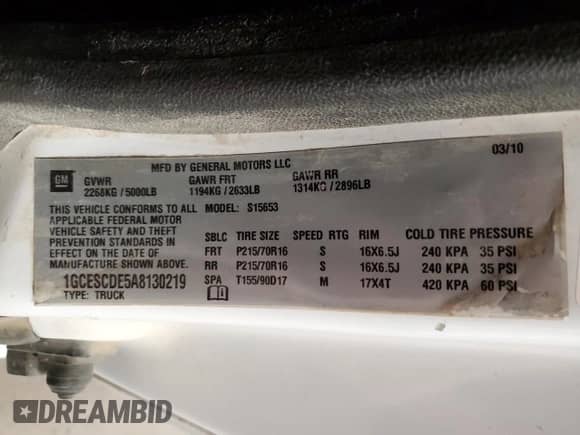 GM
MFD BY GENERAL MOTORS LLC
03/10
GVWR GAWR FRT GAWR RR
2268KG / 5000LB 1194KG / 2633LB 1314KG / 2896LB
THIS VEHICLE CONFORMS TO ALL MODEL: S15653
APPLICABLE FEDERAL MOTOR
VEHICLE SAFETY AND THEFT
PREVENTION STANDARDS IN
EFFECT ON THE DATE OF
MANUFACTURE SHOWN ABOVE.
1GCESCDE5A8130219
TYPE: TRUCK
SBLC TIRE SIZE SPEED RTG RIM COLD TIRE PRESSURE
FRT P215/70R16 S 16X6.5J 240 KPA 35 PSI
RR P215/70R16 S 16X6.5J 240 KPA 35 PSI
SPA T155/90D17 M 17X4T 420 KPA 60 PSI
DREAMBID